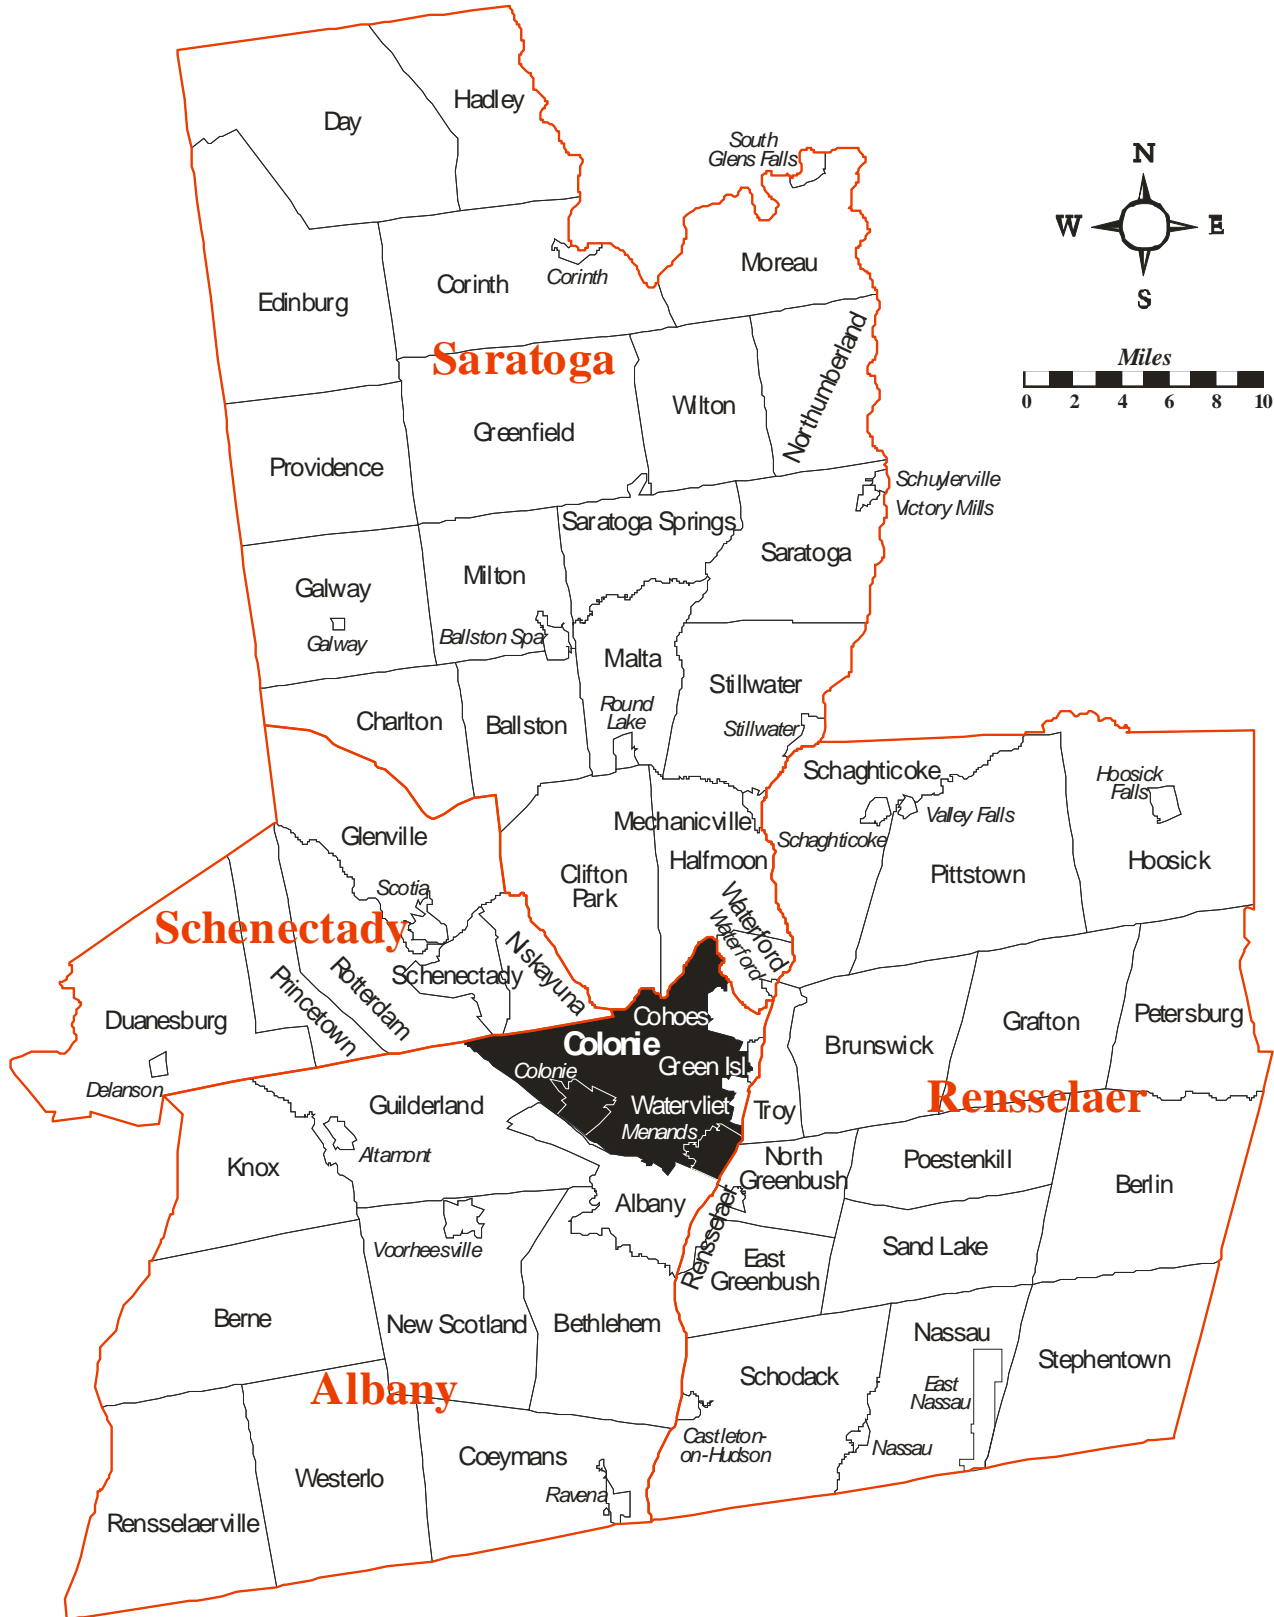 Day
Hadley
South
Glens Falls
N
W
E
S
Moreau
Corinth
Corinth
Edinburg
Saratoga
Miles
0 2 4 6 8 10
Northumberland
Wilton
Greenfield
Providence
Schuylerville
Victory Mills
Saratoga Springs
Saratoga
Milton
Galway
Galway
Ballston Spa
Malta
Stillwater
Round
Lake
Stillwater
Charlton
Ballston
Schaghticoke
Hoosick
Falls
Valley Falls
Schaghticoke
Mechanicville
Glenville
Halfmoon
Hoosick
Clifton
Park
Pittstown
Scotia
Waterford
Waterford
Schenectady
Niskayuna
Schenectady
Rotterdam
Princetown
Duanesburg
Delanson
Cohoes
Colonie
Colonie
Green Isl.
Watervliet
Menands
Troy
Brunswick
Grafton
Petersburg
Rensselaer
Guilderland
Altamont
Knox
North
Greenbush
Poestenkill
Berlin
Albany
Rensselaer
Voorheesville
East
Greenbush
Sand Lake
Berne
New Scotland
Bethlehem
Nassau
Stephentown
Schodack
East
Nassau
Albany
Castleton-
on-Hudson
Nassau
Coeymans
Westerlo
Ravena
Rensselaerville